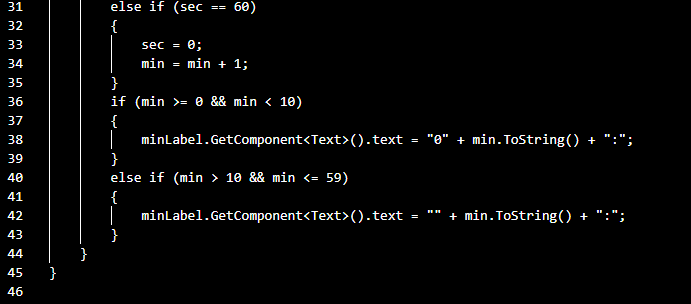 31 else if (sec == 60)
32 {
33 sec = 0;
34 min = min + 1;
35 }
36 if (min >= 0 && min < 10)
37 {
38 minLabel.GetComponent<Text>().text = "0" + min.ToString() + ":";
39 }
40 else if (min > 10 && min <= 59)
41 {
42 minLabel.GetComponent<Text>().text = "" + min.ToString() + ":";
43 }
44 }
45 }
46